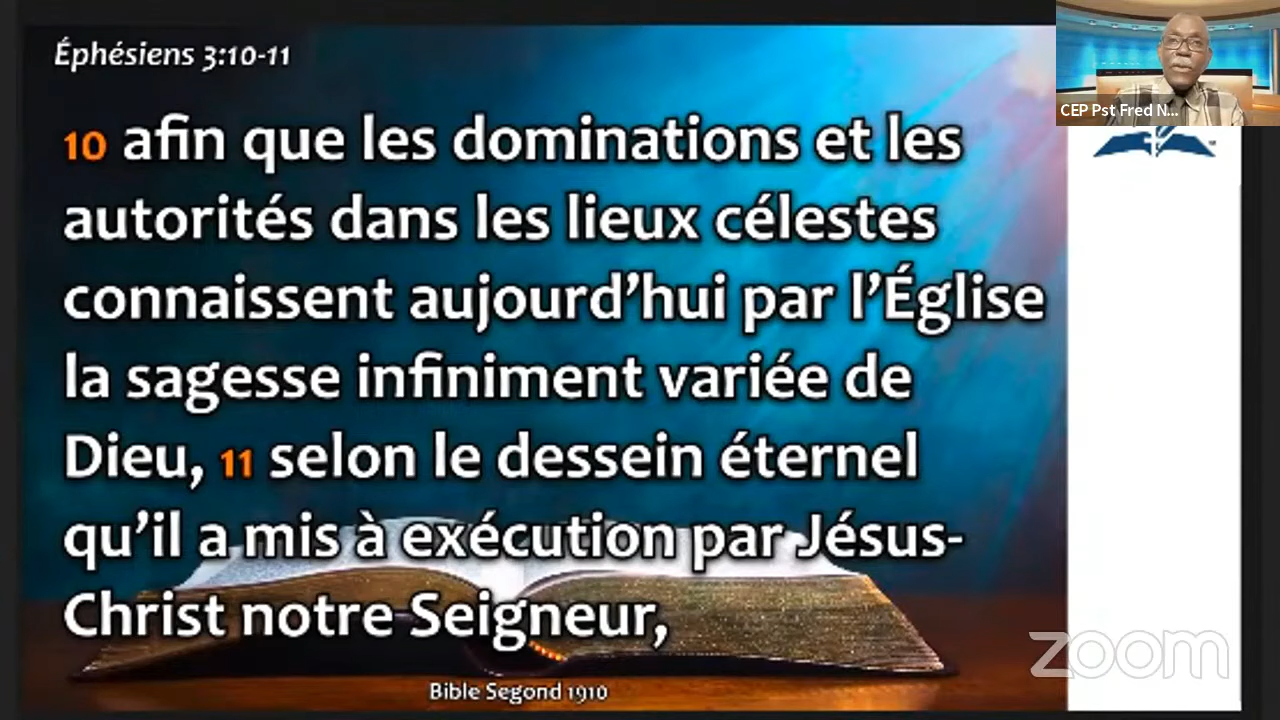 Éphésiens 3:10-11
CEP Pst Fred N...
10 afin que les dominations et les
autorités dans les lieux célestes
connaissent aujourd’hui par l’Église
la sagesse infiniment variée de
Dieu, 11 selon le dessein éternel
qu’il a mis à exécution par Jésus-
Christ notre Seigneur,
Bible Segond 1910
zoom